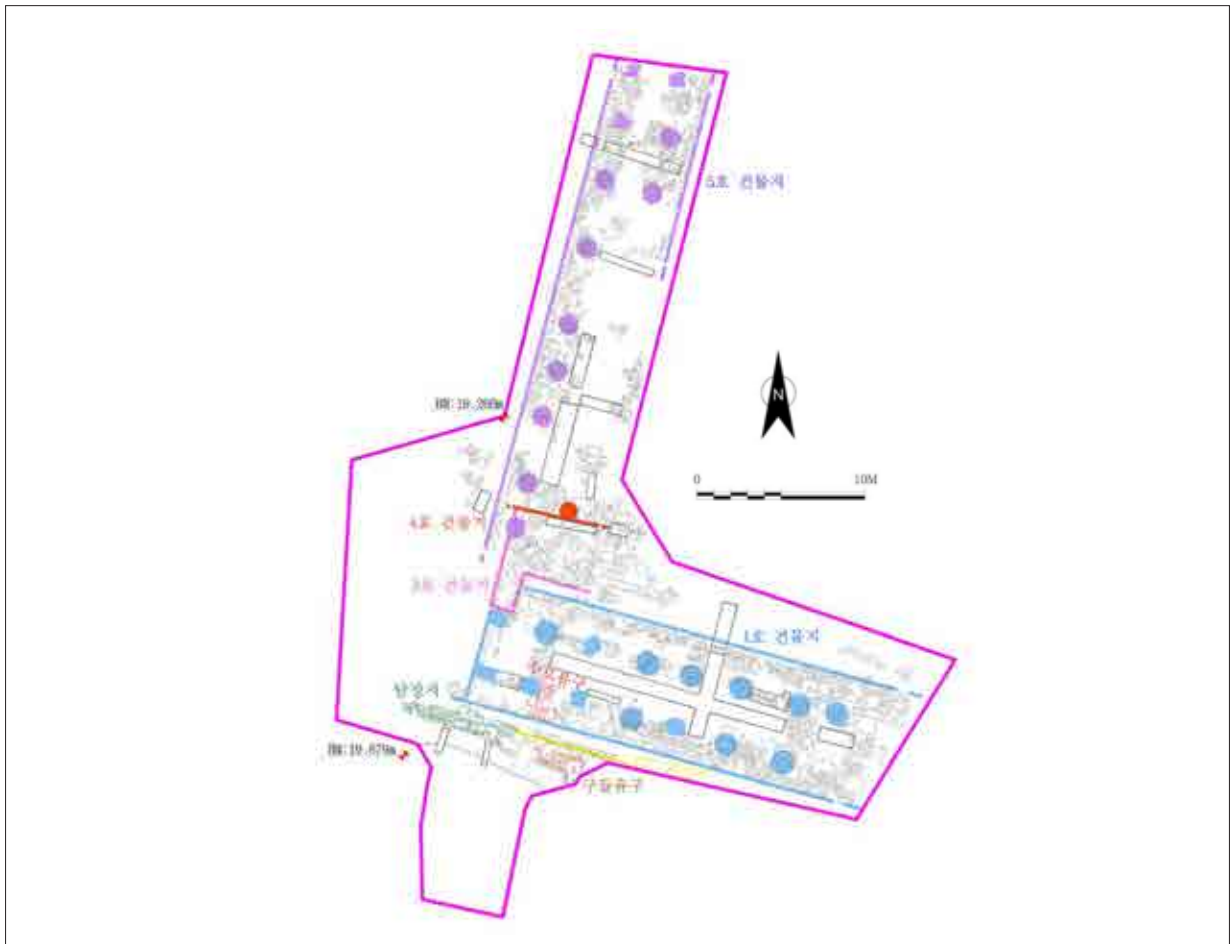 5호 건물지
BM:19.268m
N
0 10M
4호 건물지
3호 건물지
1호 건물지
담장지
BM:19.879m
구들유구